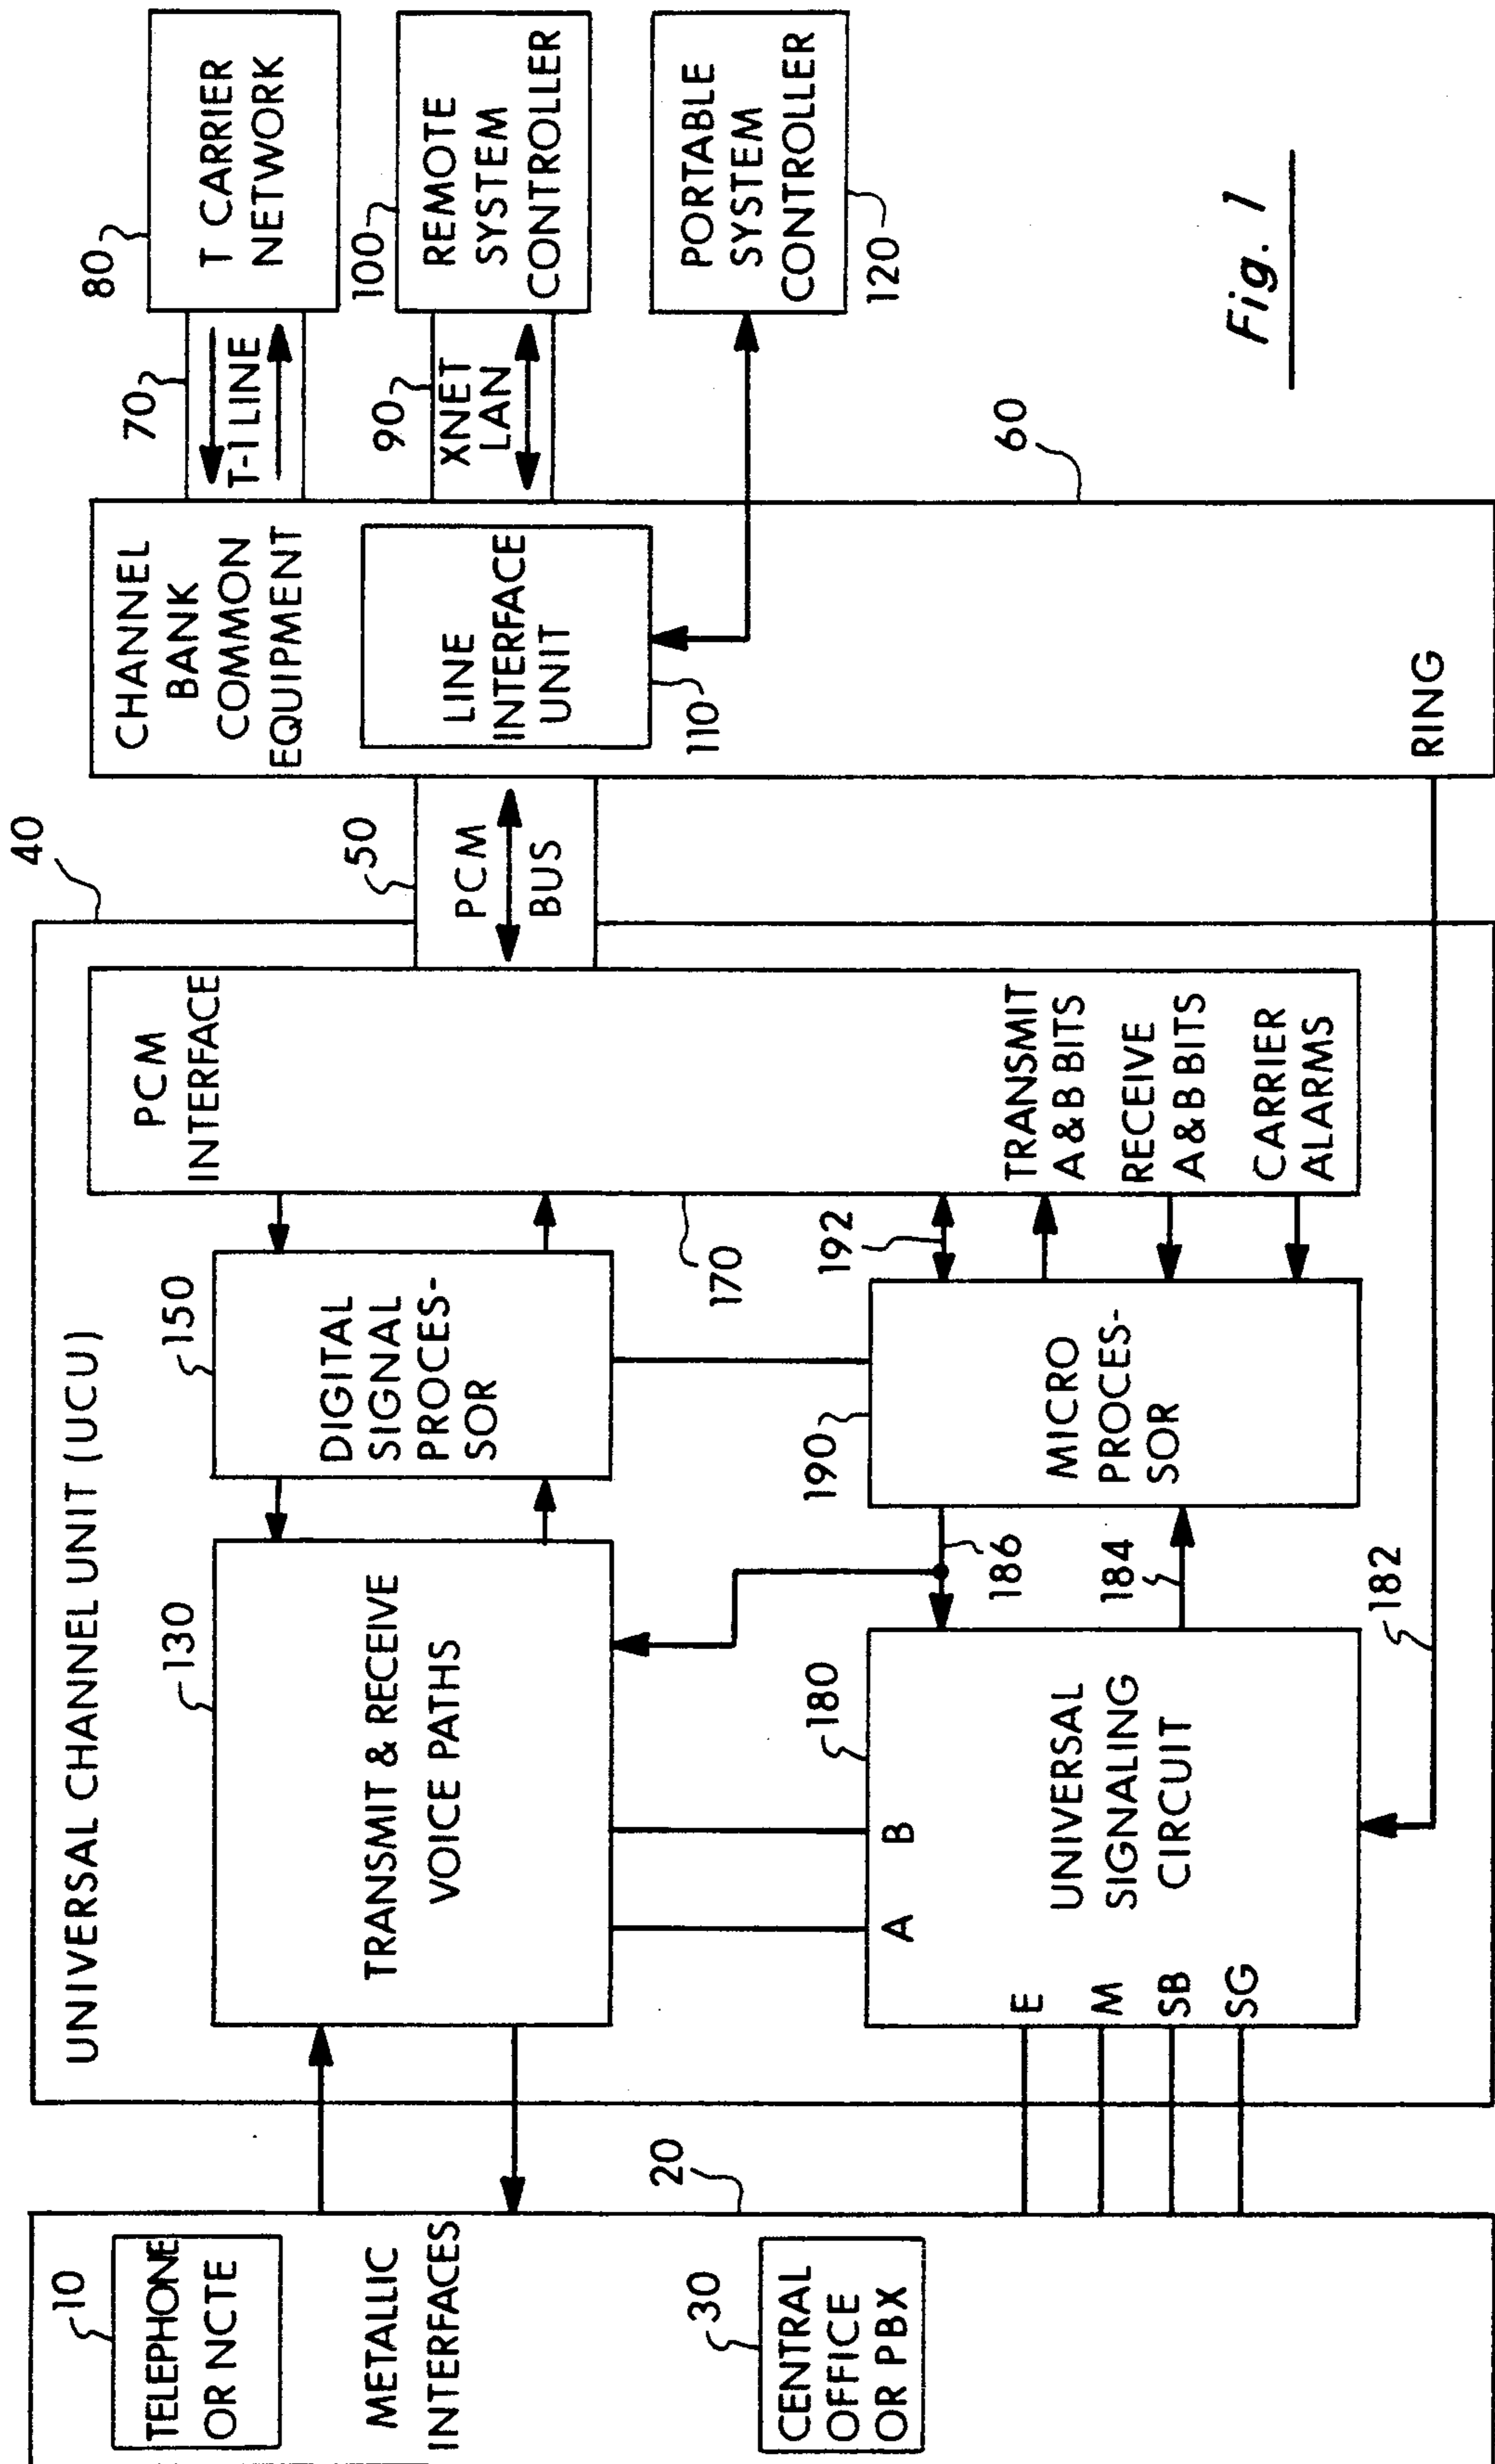 10
TELEPHONE
OR NCTE
METALLIC
INTERFACES
30
CENTRAL
OFFICE
OR PBX
20
UNIVERSAL CHANNEL UNIT (UCU)
40
130
TRANSMIT & RECEIVE
VOICE PATHS
150
DIGITAL
SIGNAL
PROCES-
SOR
PCM
INTERFACE
170
A
B
E
M
SB
SG
180
UNIVERSAL
SIGNALING
CIRCUIT
186
184
182
190
MICRO
PROCES-
SOR
192
TRANSMIT
A & B BITS
RECEIVE
A & B BITS
CARRIER
ALARMS
50
PCM
BUS
CHANNEL
BANK
COMMON
EQUIPMENT
LINE
INTERFACE
UNIT
110
RING
60
70
T-1 LINE
80
T CARRIER
NETWORK
90
XNET
LAN
100
REMOTE
SYSTEM
CONTROLLER
PORTABLE
SYSTEM
CONTROLLER
120
Fig. 1